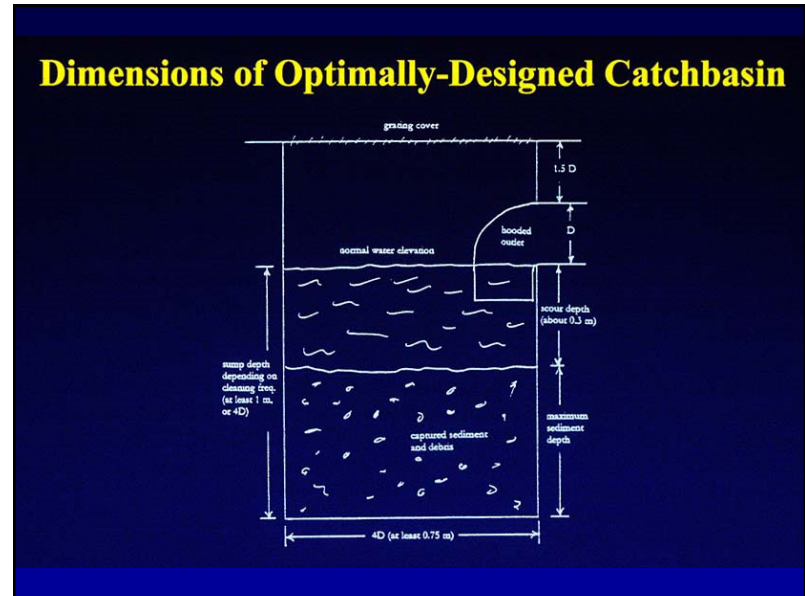 Dimensions of Optimally-Designed Catchbasin
grating cover
1.5 D
D
hooded
outlet
normal water elevation
scour depth
(about 0.3 m)
sump depth
depending on
cleaning freq.
(at least 1 m,
or 4D)
maximum
sediment
depth
captured sediment
and debris
4D (at least 0.75 m)